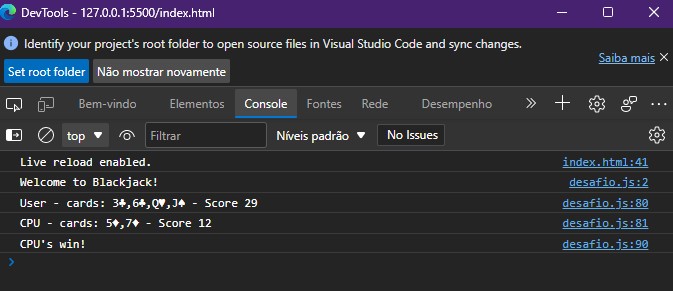 DevTools - 127.0.0.1:5500/index.html
Identify your project's root folder to open source files in Visual Studio Code and sync changes.
Saiba mais
Set root folder Não mostrar novamente
Bem-vindo Elementos Console Fontes Rede Desempenho
top Filtrar Níveis padrão No Issues
Live reload enabled. index.html:41
Welcome to Blackjack! desafio.js:2
User - cards: 3♣,6♣,Q♥,J♠ - Score 29 desafio.js:80
CPU - cards: 5♦,7♦ - Score 12 desafio.js:81
CPU's win! desafio.js:90